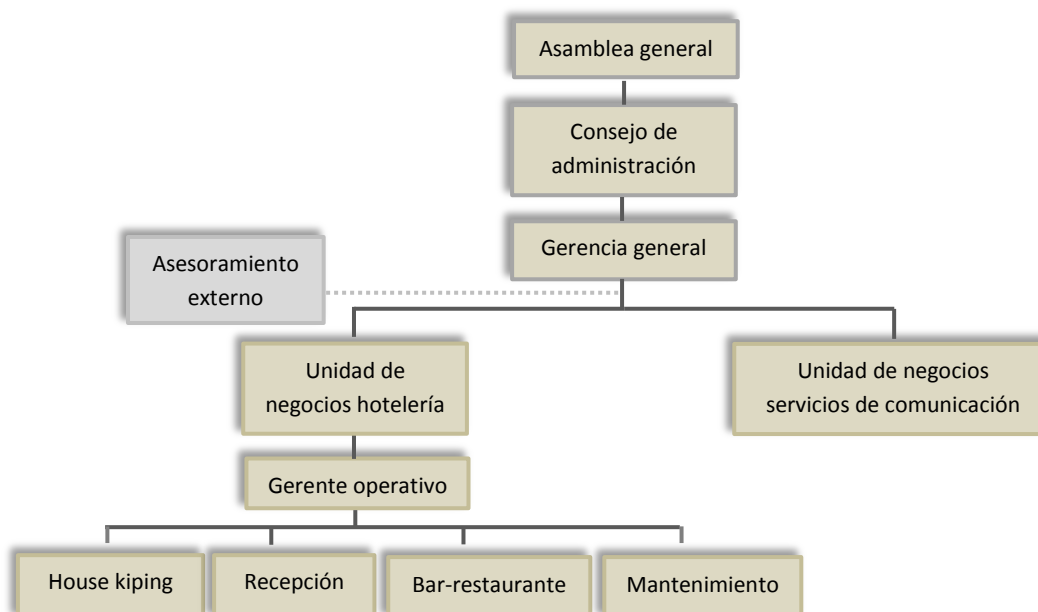 Asamblea general
Consejo de
administración
Gerencia general
Asesoramiento
externo
Unidad de
negocios hotelería
Unidad de negocios
servicios de comunicación
Gerente operativo
House kiping
Recepción
Bar-restaurante
Mantenimiento